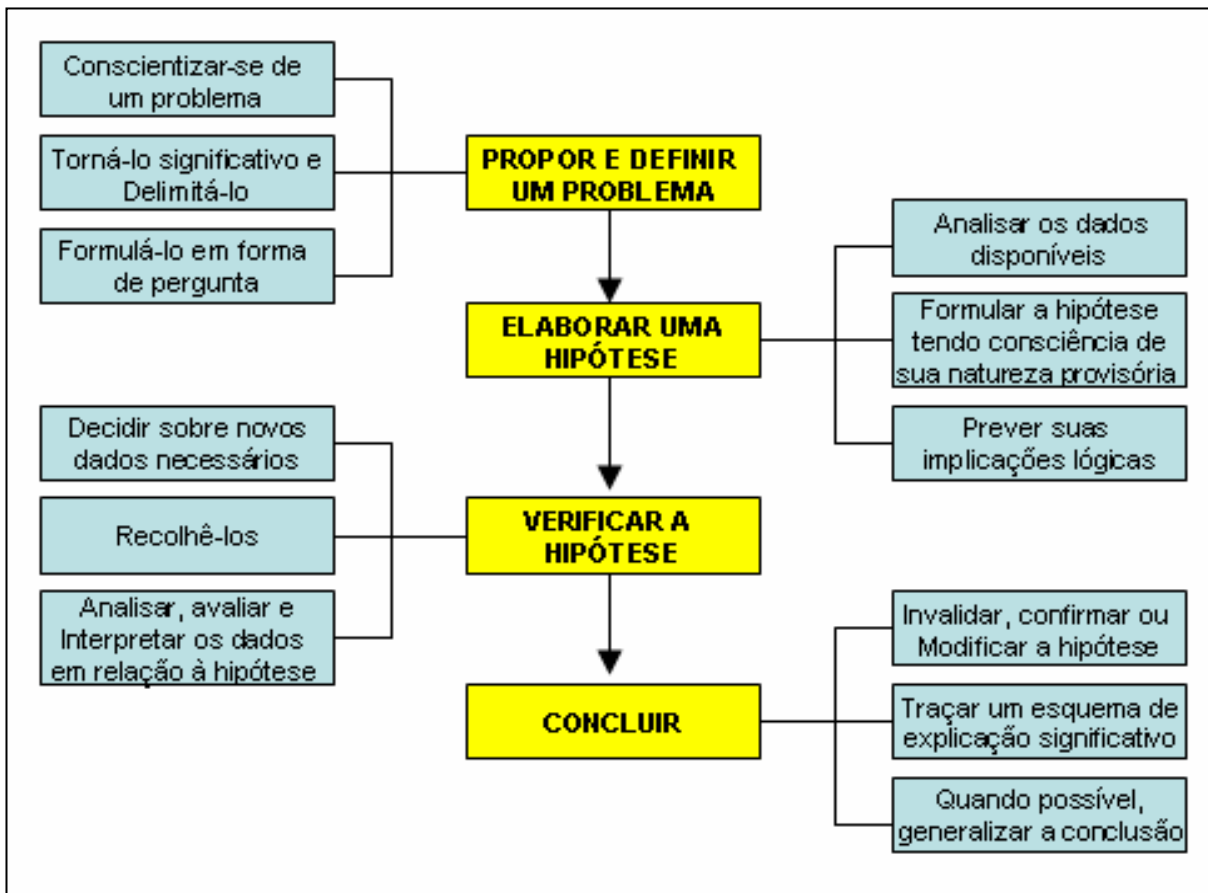 Conscientizar-se de
um problema
Torná-lo significativo e
Delimitá-lo
Formulá-lo em forma
de pergunta
PROPOR E DEFINIR
UM PROBLEMA
ELABORAR UMA
HIPÓTESE
Analisar os dados
disponíveis
Formular a hipótese
tendo consciência de
sua natureza provisória
Prever suas
implicações lógicas
Decidir sobre novos
dados necessários
Recolhê-los
Analisar, avaliar e
Interpretar os dados
em relação à hipótese
VERIFICAR A
HIPÓTESE
CONCLUIR
Invalidar, confirmar ou
Modificar a hipótese
Traçar um esquema de
explicação significativo
Quando possível,
generalizar a conclusão